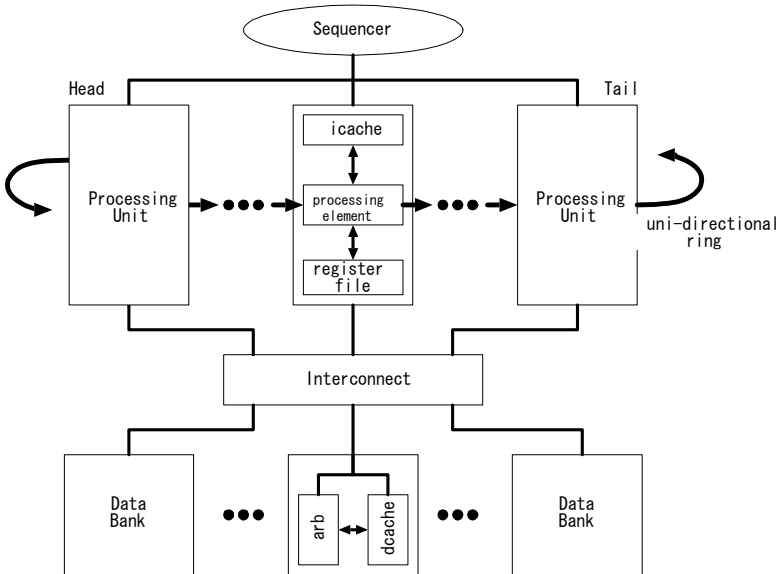 Sequencer
Head
Tail
icache
Processing
Unit
processing
element
Processing
Unit
uni-directional
ring
register
file
Interconnect
Data
Bank
arb
dcache
Data
Bank